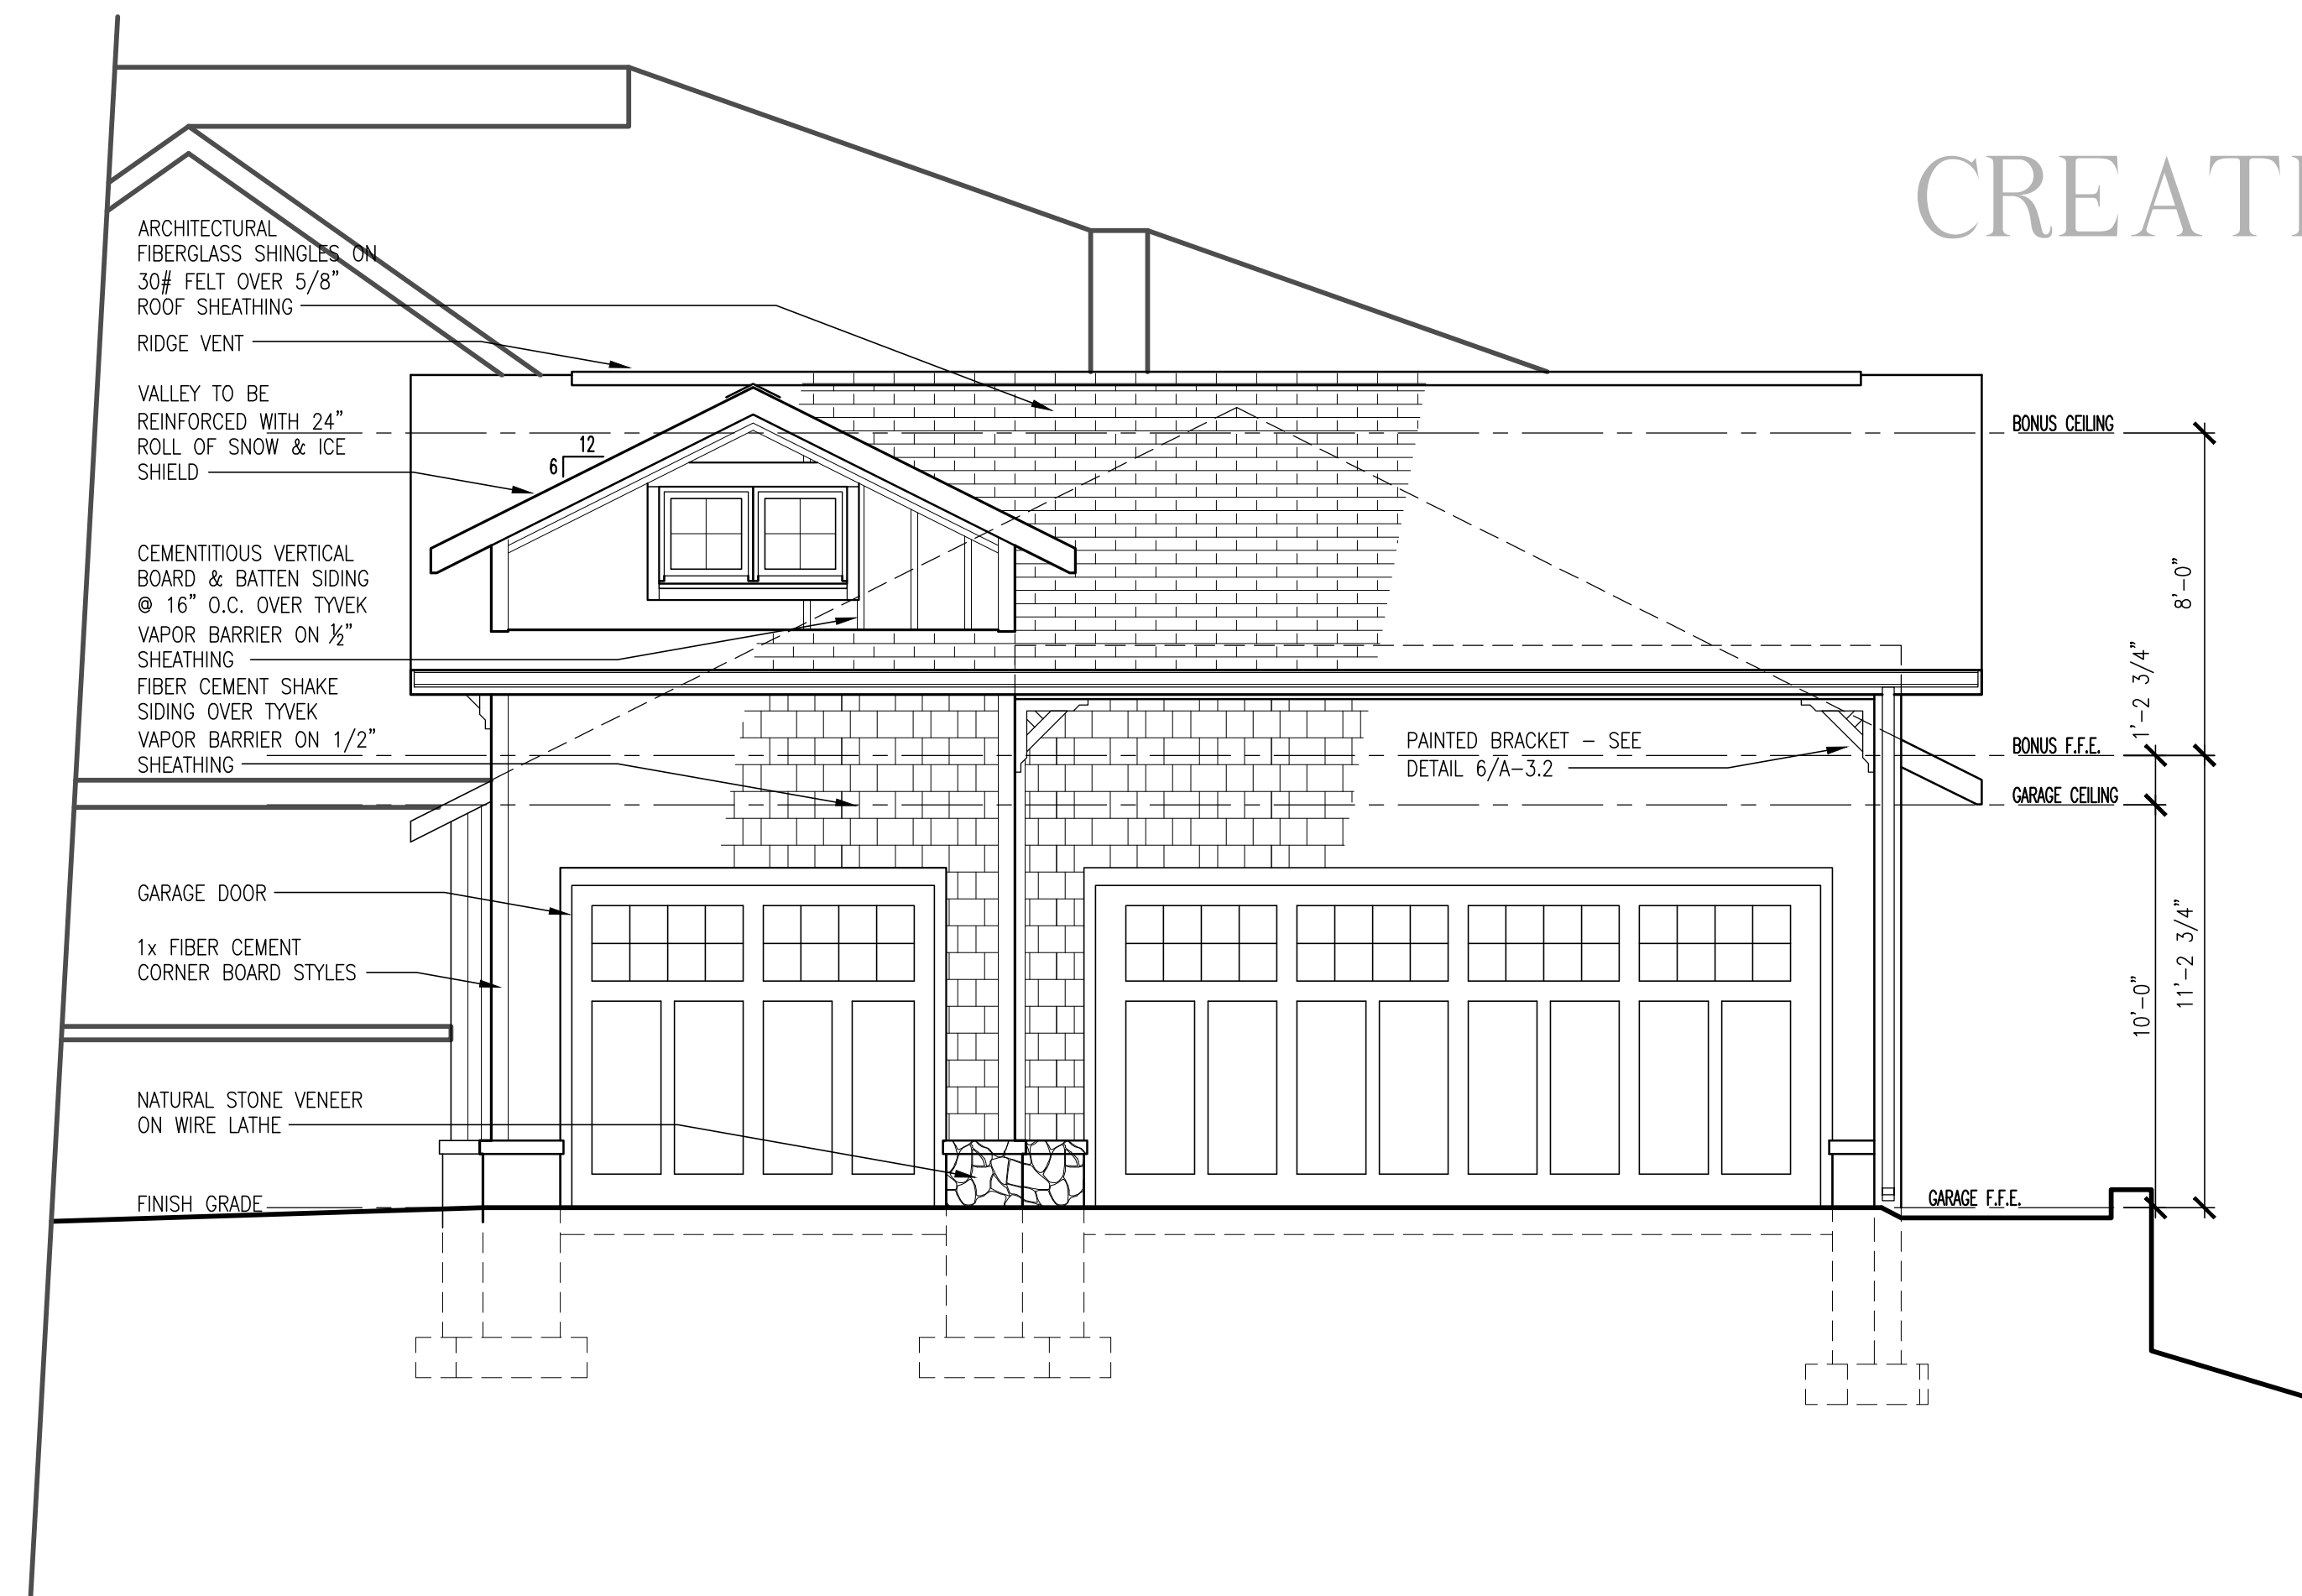 CREATI
ARCHITECTURAL
FIBERGLASS SHINGLES ON
30# FELT OVER 5/8"
ROOF SHEATHING
RIDGE VENT
VALLEY TO BE
REINFORCED WITH 24"
ROLL OF SNOW & ICE
SHIELD
12
6
CEMENTITIOUS VERTICAL
BOARD & BATTEN SIDING
@ 16" O.C. OVER TYVEK
VAPOR BARRIER ON ½"
SHEATHING
FIBER CEMENT SHAKE
SIDING OVER TYVEK
VAPOR BARRIER ON 1/2"
SHEATHING
PAINTED BRACKET - SEE
DETAIL 6/A-3.2
GARAGE DOOR
1x FIBER CEMENT
CORNER BOARD STYLES
NATURAL STONE VENEER
ON WIRE LATHE
FINISH GRADE
BONUS CEILING
BONUS F.F.E.
GARAGE CEILING
GARAGE F.F.E.
8'-0"
1'-2 3/4"
10'-0"
11'-2 3/4"